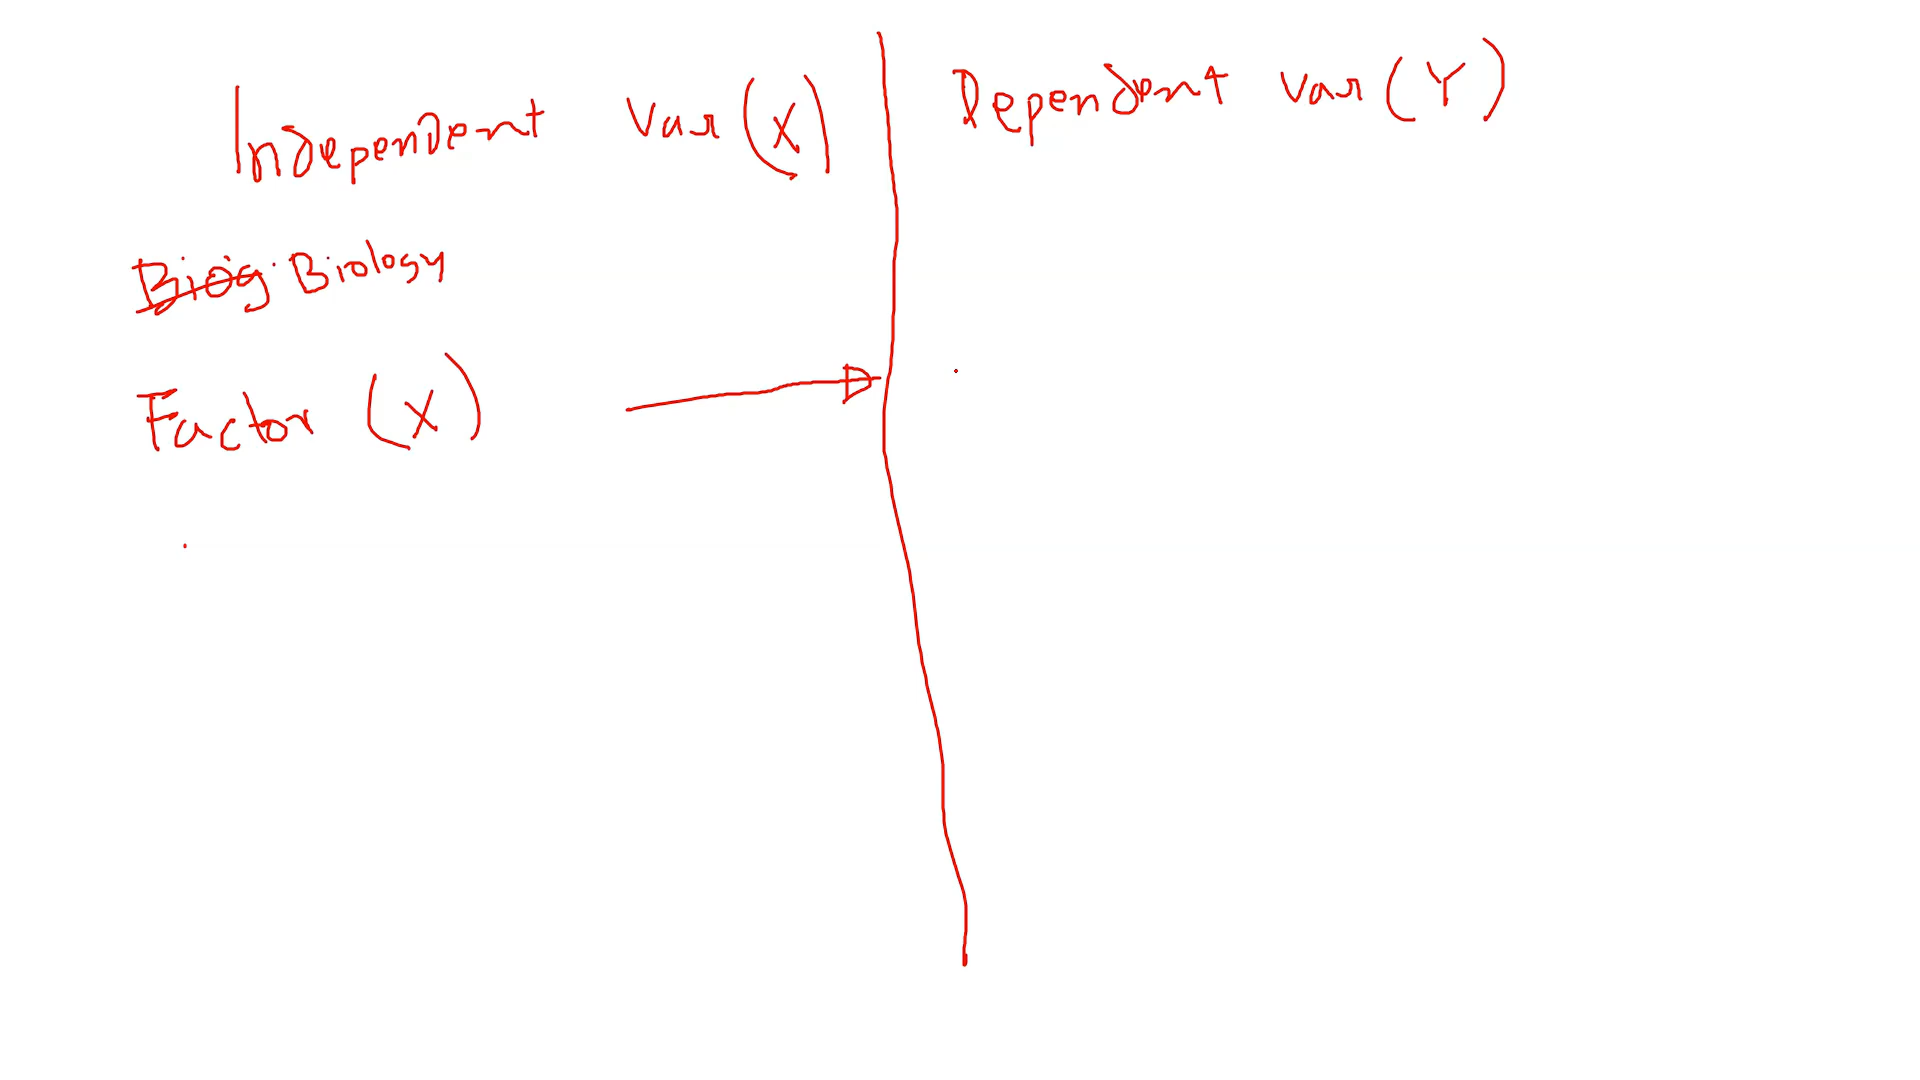 Independent Var (X)
Dependent Var (Y)
Biog Biology
Factor (X)